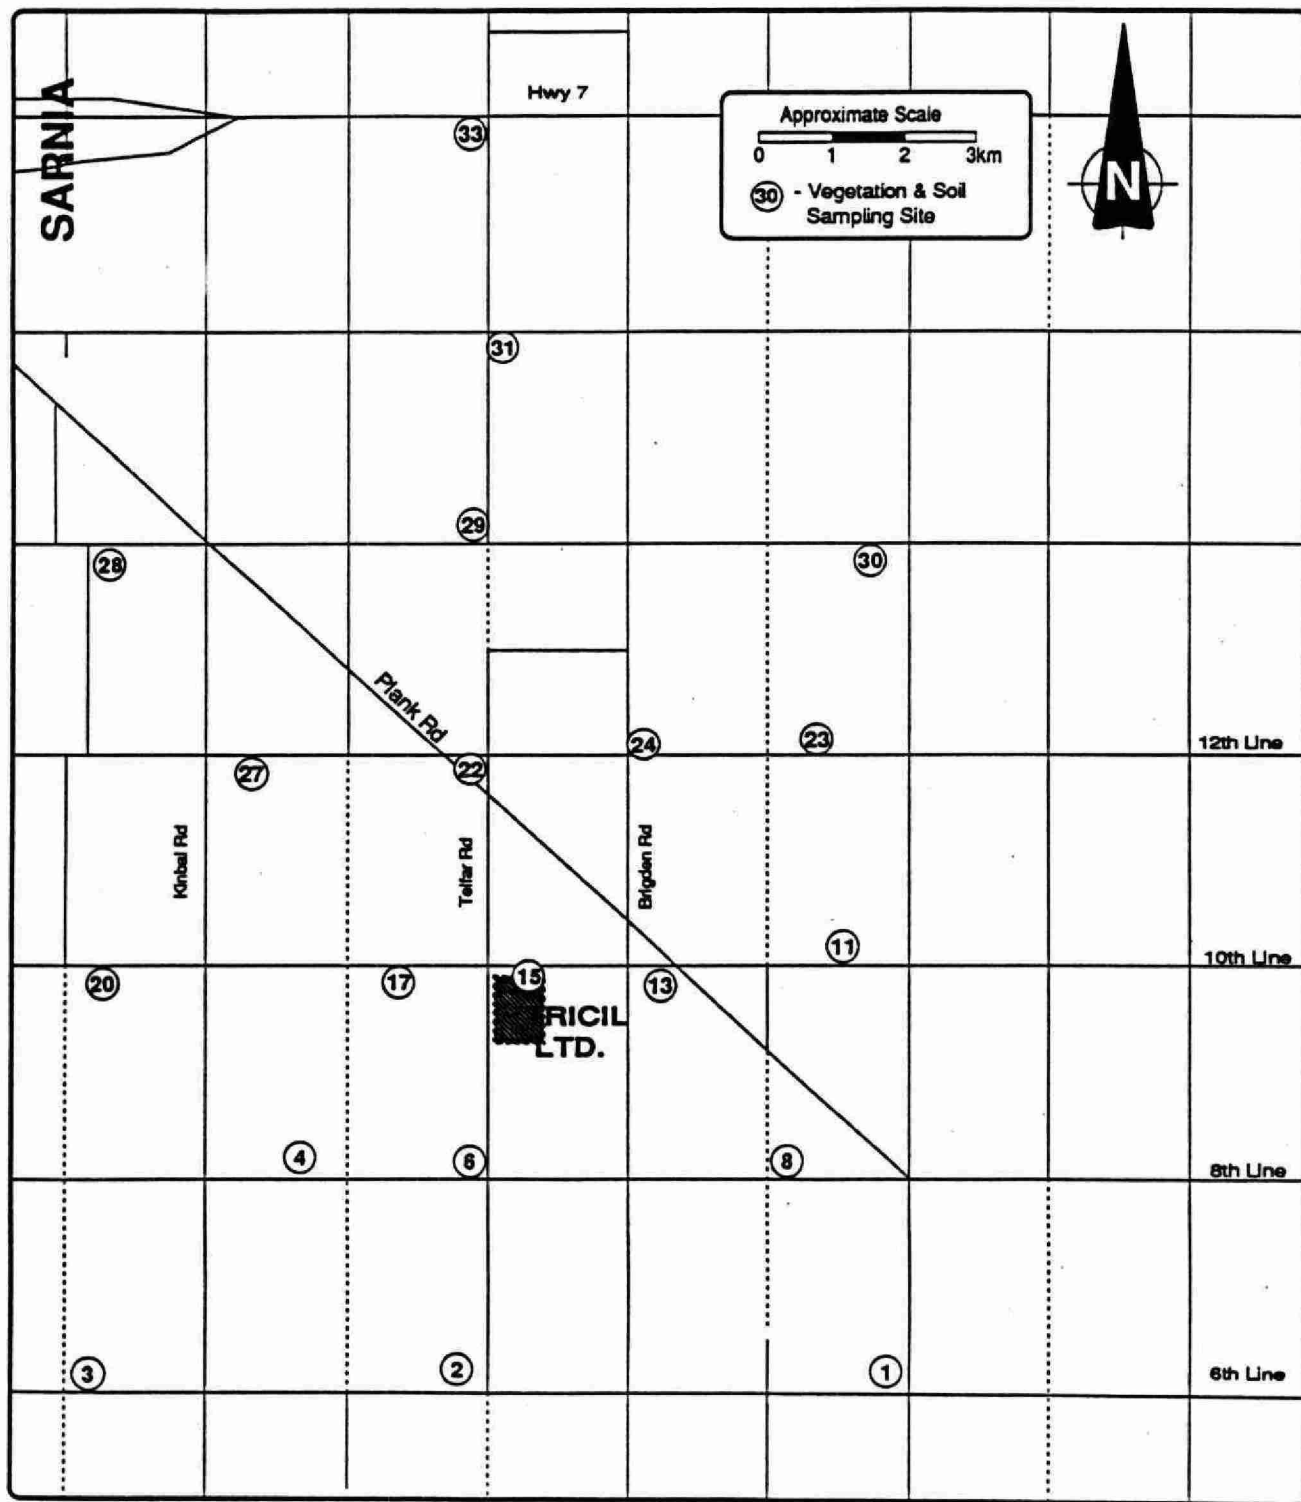 SARNIA
Hwy 7
33
Approximate Scale
0 1 2 3km
30 - Vegetation & Soil
Sampling Site
N
31
29
28
30
Plank Rd
24
23
12th Line
22
27
Kinbal Rd
Telfar Rd
Brigden Rd
11
10th Line
20
17
15
13
RICIL
LTD.
4
6
8
8th Line
3
2
1
6th Line